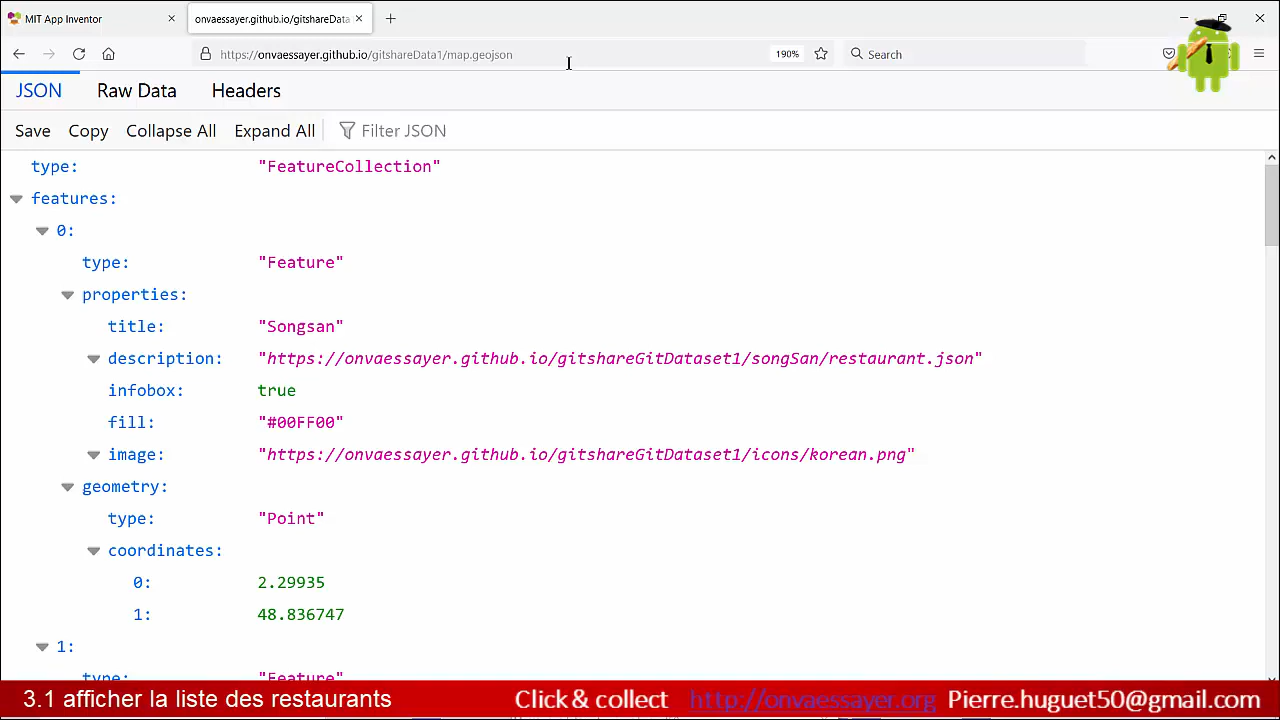 MIT App Inventor
onvaessayer.github.io/gitshareData
https://onvaessayer.github.io/gitshareData1/map.geojson
190%
Search
JSON
Raw Data
Headers
Save
Copy
Collapse All
Expand All
Filter JSON
type: "FeatureCollection"
features:
0:
type: "Feature"
properties:
title: "Songsan"
description: "https://onvaessayer.github.io/gitshareGitDataset1/songSan/restaurant.json"
infobox: true
fill: "#00FF00"
image: "https://onvaessayer.github.io/gitshareGitDataset1/icons/korean.png"
geometry:
type: "Point"
coordinates:
0: 2.29935
1: 48.836747
1:
type: "Feature"
3.1 afficher la liste des restaurants
Click & collect
http://onvaessayer.org
Pierre.huguet50@gmail.com